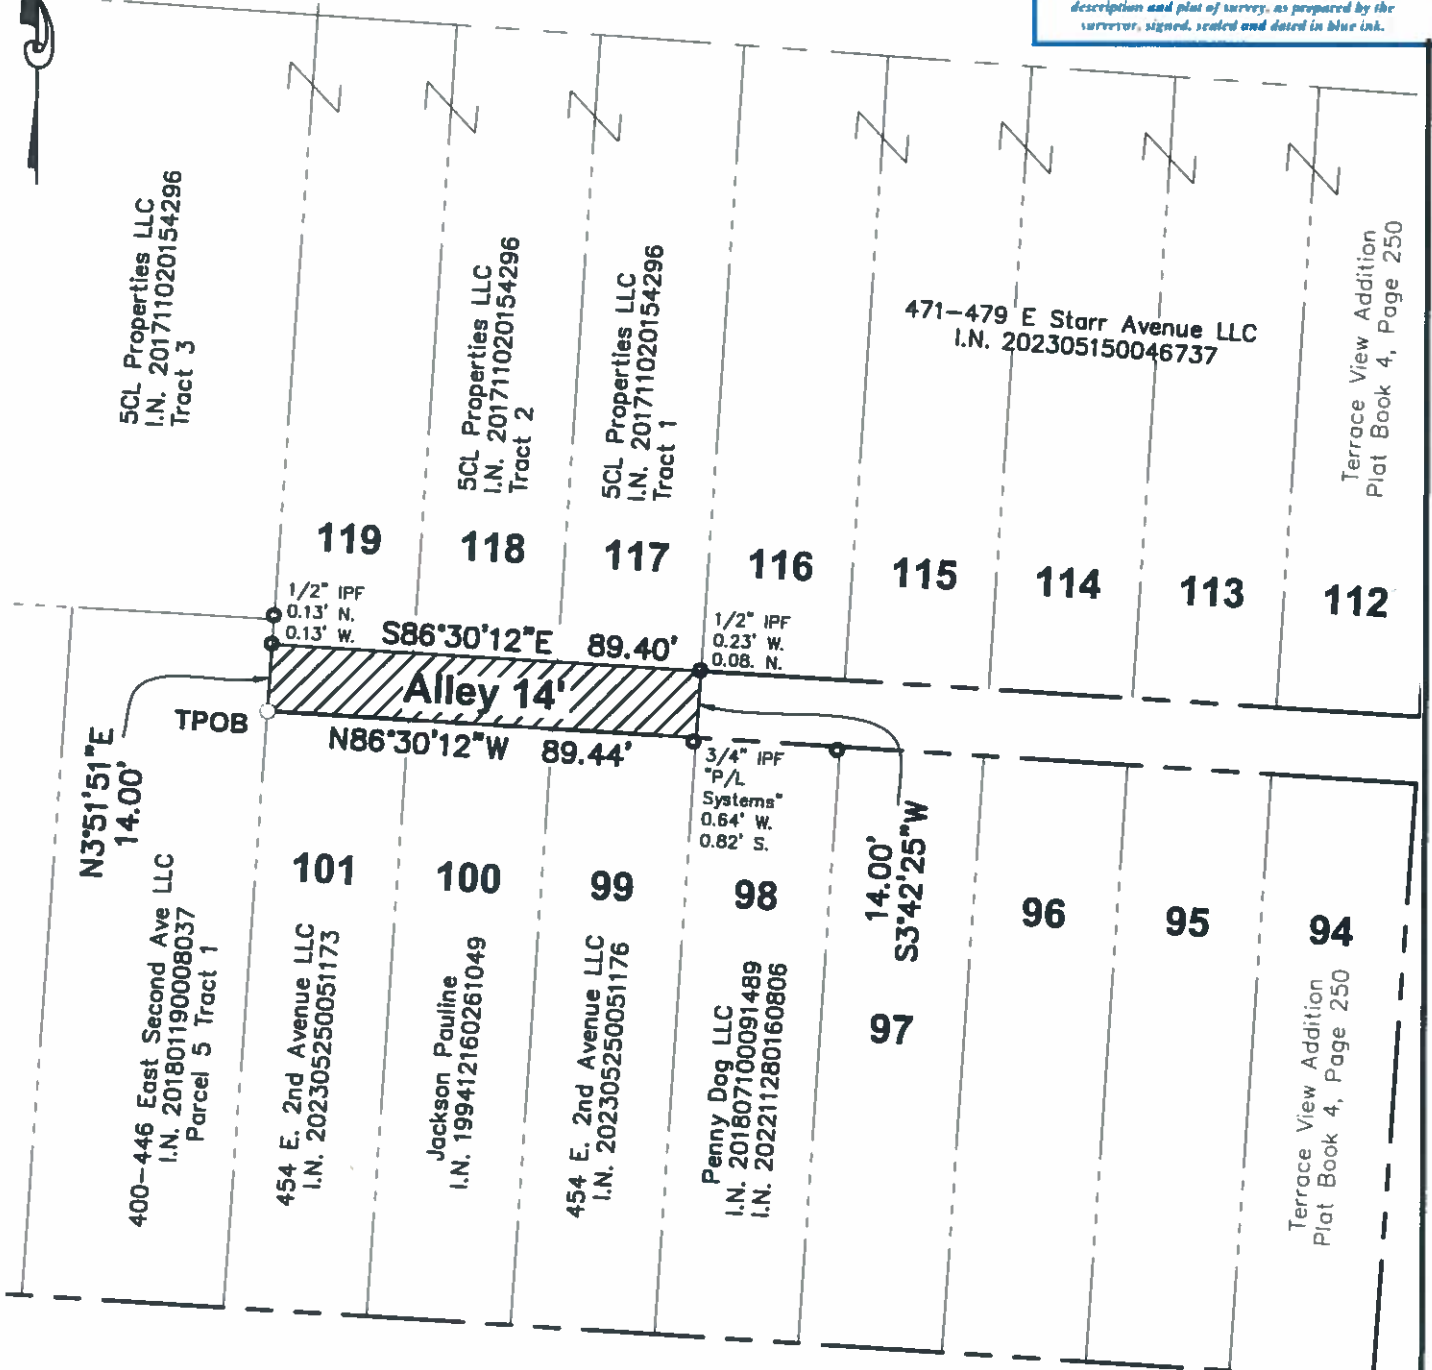 description and plat of survey, as prepared by the
surveyor, signed, sealed and dated in blue ink.
5CL Properties LLC
I.N. 201711020154296
Tract 3
5CL Properties LLC
I.N. 201711020154296
Tract 2
5CL Properties LLC
I.N. 201711020154296
Tract 1
471-479 E Starr Avenue LLC
I.N. 202305150046737
Terrace View Addition
Plat Book 4, Page 250
119
118
117
116
115
114
113
112
1/2" IPF
0.13' N.
0.13' W.
S86°30'12"E 89.40'
1/2" IPF
0.23' W.
0.08. N.
Alley 14'
TPOB
N86°30'12"W 89.44'
N3°51'51"E
14.00'
3/4" IPF
"P/L
Systems"
0.64' W.
0.82' S.
14.00'
S3°42'25"W
101
100
99
98
97
96
95
94
400-446 East Second Ave LLC
I.N. 201801190008037
Parcel 5 Tract 1
454 E. 2nd Avenue LLC
I.N. 202305250051173
Jackson Pauline
I.N. 199412160261049
454 E. 2nd Avenue LLC
I.N. 202305250051176
Penny Dog LLC
I.N. 201807100091489
I.N. 202211280160806
Terrace View Addition
Plat Book 4, Page 250